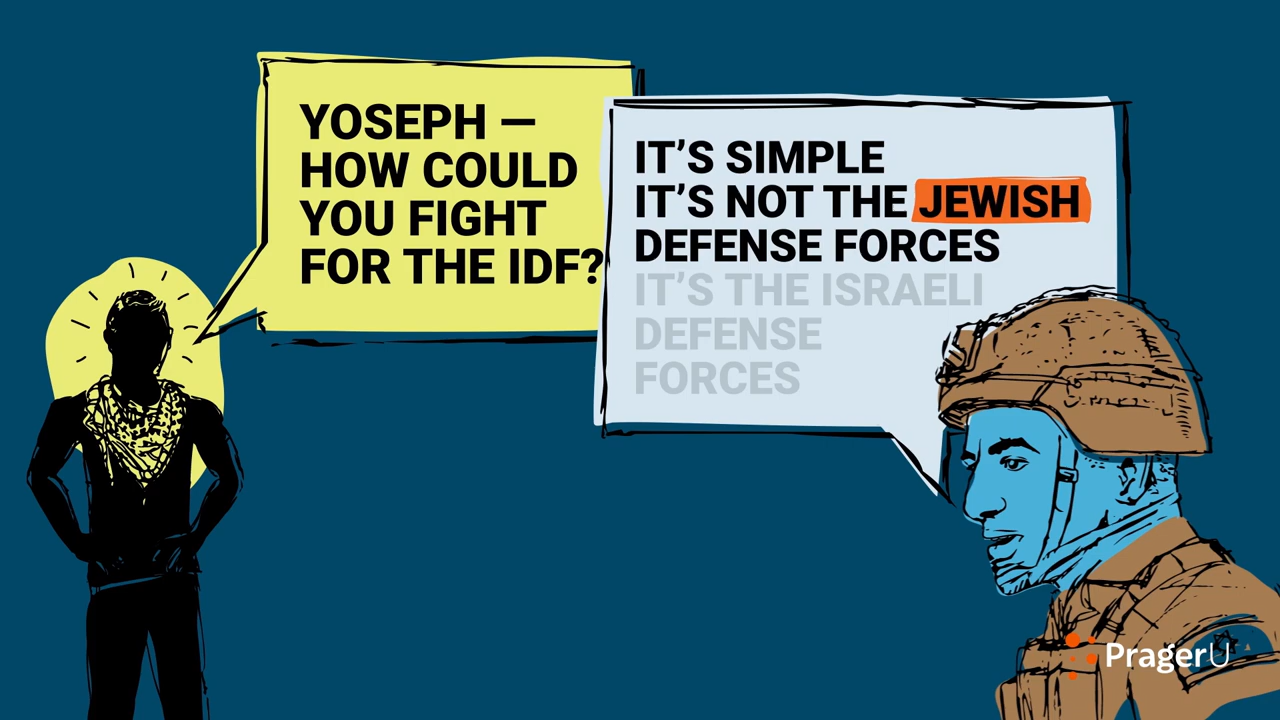 YOSEPH —
HOW COULD
YOU FIGHT
FOR THE IDF?
IT’S SIMPLE
IT’S NOT THE JEWISH
DEFENSE FORCES
IT’S THE ISRAELI
DEFENSE
FORCES
PragerU